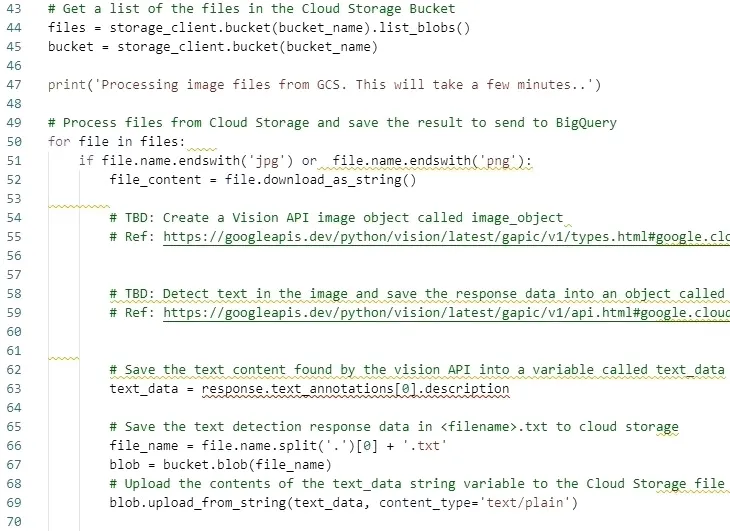 43 # Get a list of the files in the Cloud Storage Bucket
44 files = storage_client.bucket(bucket_name).list_blobs()
45 bucket = storage_client.bucket(bucket_name)
46
47 print('Processing image files from GCS. This will take a few minutes..')
48
49 # Process files from Cloud Storage and save the result to send to BigQuery
50 for file in files:
51     if file.name.endswith('jpg') or  file.name.endswith('png'):
52         file_content = file.download_as_string()
53
54         # TBD: Create a Vision API image object called image_object
55         # Ref: https://googleapis.dev/python/vision/latest/gapic/v1/types.html#google.clo
56
57
58         # TBD: Detect text in the image and save the response data into an object called
59         # Ref: https://googleapis.dev/python/vision/latest/gapic/v1/api.html#google.cloud
60
61
62         # Save the text content found by the vision API into a variable called text_data
63         text_data = response.text_annotations[0].description
64
65         # Save the text detection response data in <filename>.txt to cloud storage
66         file_name = file.name.split('.')[0] + '.txt'
67         blob = bucket.blob(file_name)
68         # Upload the contents of the text_data string variable to the Cloud Storage file
69         blob.upload_from_string(text_data, content_type='text/plain')
70